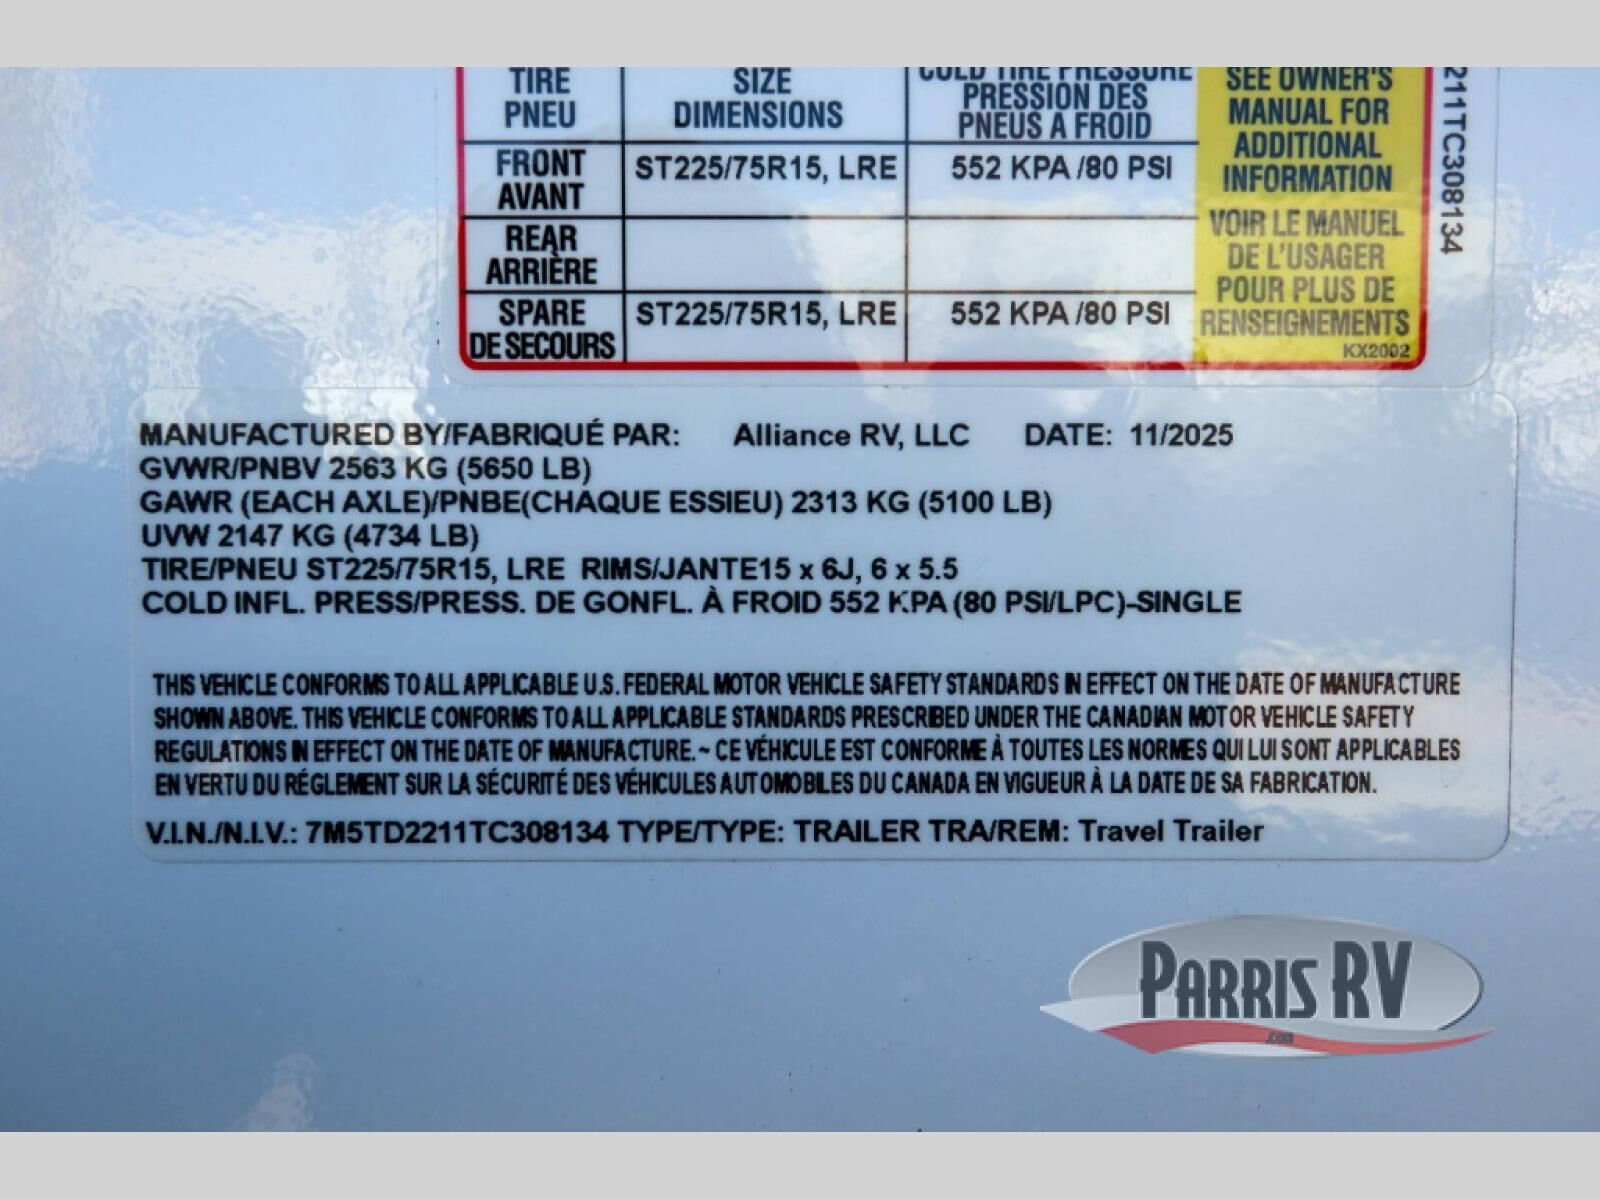 TIRE
PNEU
SIZE
DIMENSIONS
COLD TIRE PRESSURE
PRESSION DES
PNEUS A FROID
FRONT
AVANT
ST225/75R15, LRE
552 KPA /80 PSI
REAR
ARRIÈRE
SPARE
DE SECOURS
ST225/75R15, LRE
552 KPA /80 PSI
SEE OWNER'S
MANUAL FOR
ADDITIONAL
INFORMATION
VOIR LE MANUEL
DE L'USAGER
POUR PLUS DE
RENSEIGNEMENTS
KX2002
211TC308134
MANUFACTURED BY/FABRIQUÉ PAR: Alliance RV, LLC DATE: 11/2025
GVWR/PNBV 2563 KG (5650 LB)
GAWR (EACH AXLE)/PNBE(CHAQUE ESSIEU) 2313 KG (5100 LB)
UVW 2147 KG (4734 LB)
TIRE/PNEU ST225/75R15, LRE RIMS/JANTE15 x 6J, 6 x 5.5
COLD INFL. PRESS/PRESS. DE GONFL. À FROID 552 KPA (80 PSI/LPC)-SINGLE
THIS VEHICLE CONFORMS TO ALL APPLICABLE U.S. FEDERAL MOTOR VEHICLE SAFETY STANDARDS IN EFFECT ON THE DATE OF MANUFACTURE
SHOWN ABOVE. THIS VEHICLE CONFORMS TO ALL APPLICABLE STANDARDS PRESCRIBED UNDER THE CANADIAN MOTOR VEHICLE SAFETY
REGULATIONS IN EFFECT ON THE DATE OF MANUFACTURE. ~ CE VÉHICULE EST CONFORME À TOUTES LES NORMES QUI LUI SONT APPLICABLES
EN VERTU DU RÉGLEMENT SUR LA SÉCURITÉ DES VÉHICULES AUTOMOBILES DU CANADA EN VIGUEUR À LA DATE DE SA FABRICATION.
V.I.N./N.I.V.: 7M5TD2211TC308134 TYPE/TYPE: TRAILER TRA/REM: Travel Trailer
PARRIS RV
.COM